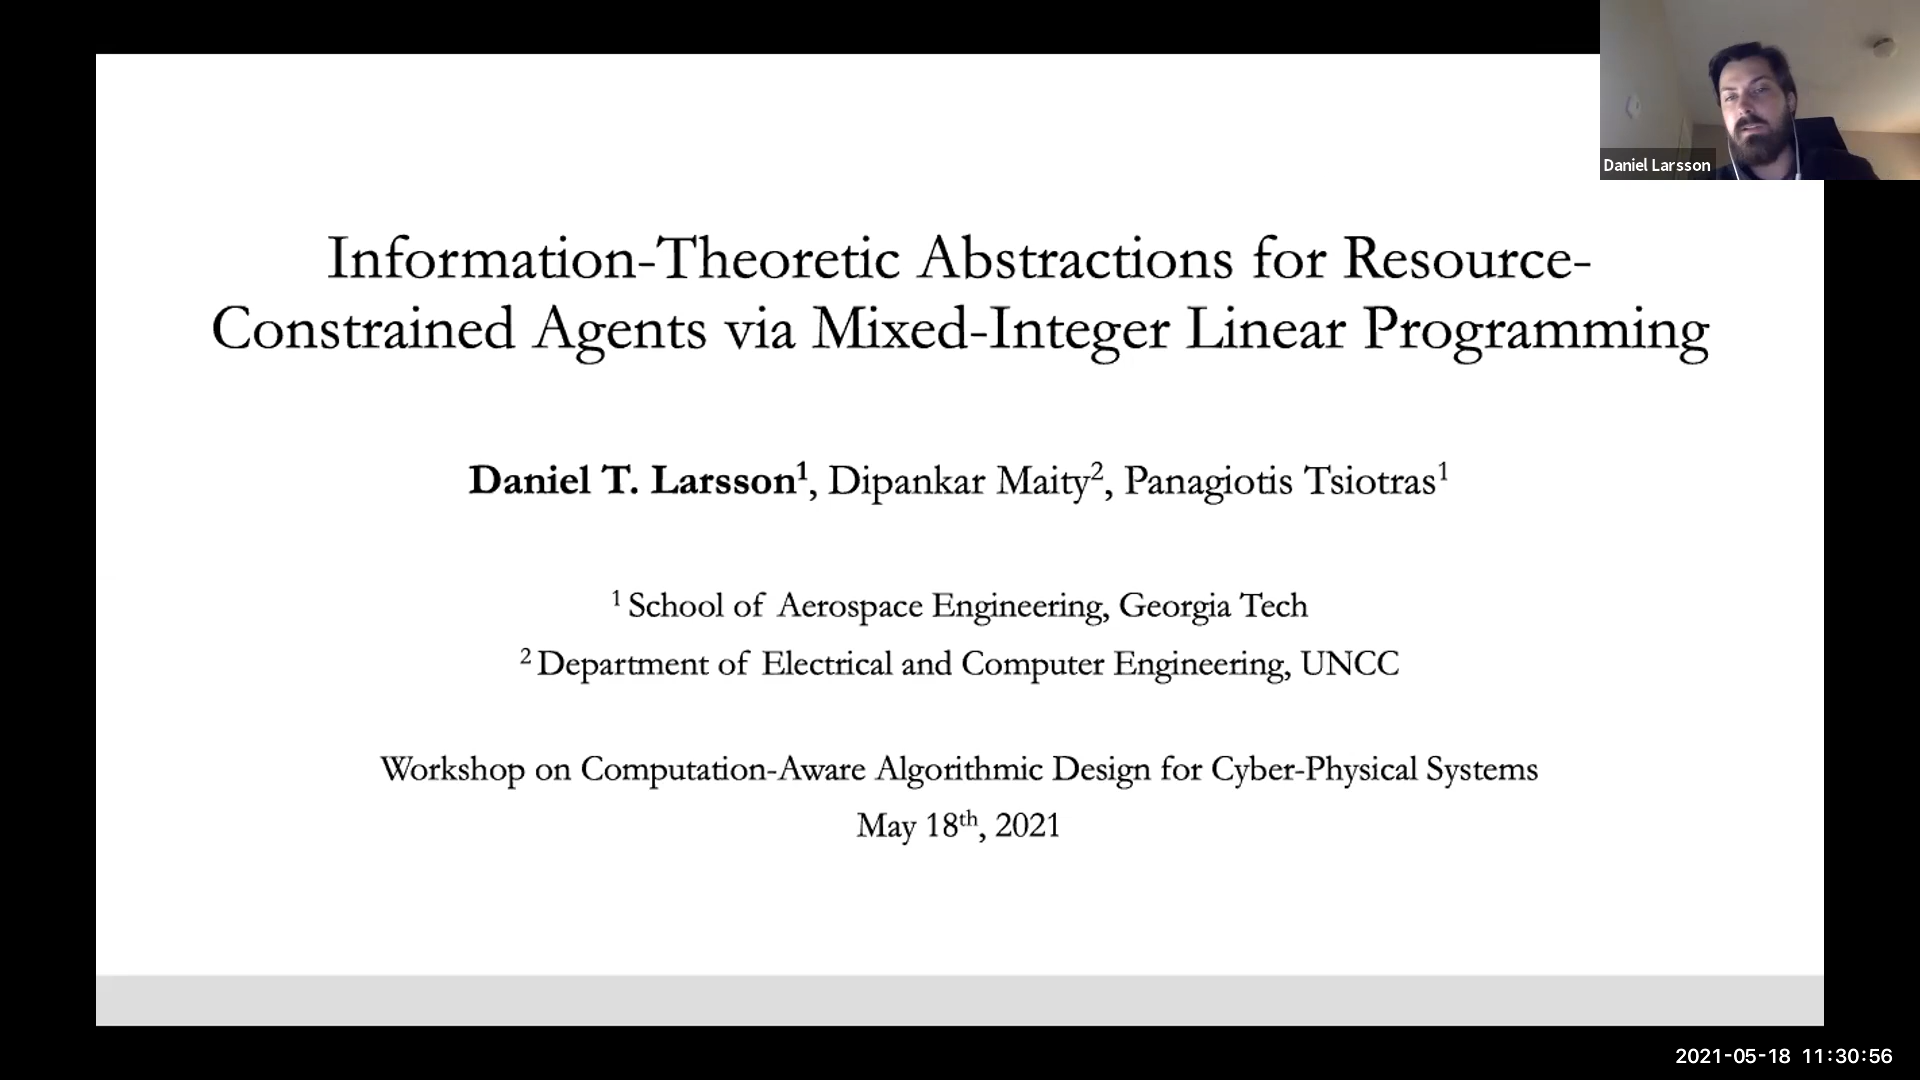 Daniel Larsson
Information-Theoretic Abstractions for Resource-
Constrained Agents via Mixed-Integer Linear Programming
Daniel T. Larsson¹, Dipankar Maity², Panagiotis Tsiotras¹
¹ School of Aerospace Engineering, Georgia Tech
² Department of Electrical and Computer Engineering, UNCC
Workshop on Computation-Aware Algorithmic Design for Cyber-Physical Systems
May 18th, 2021
2021-05-18 11:30:56